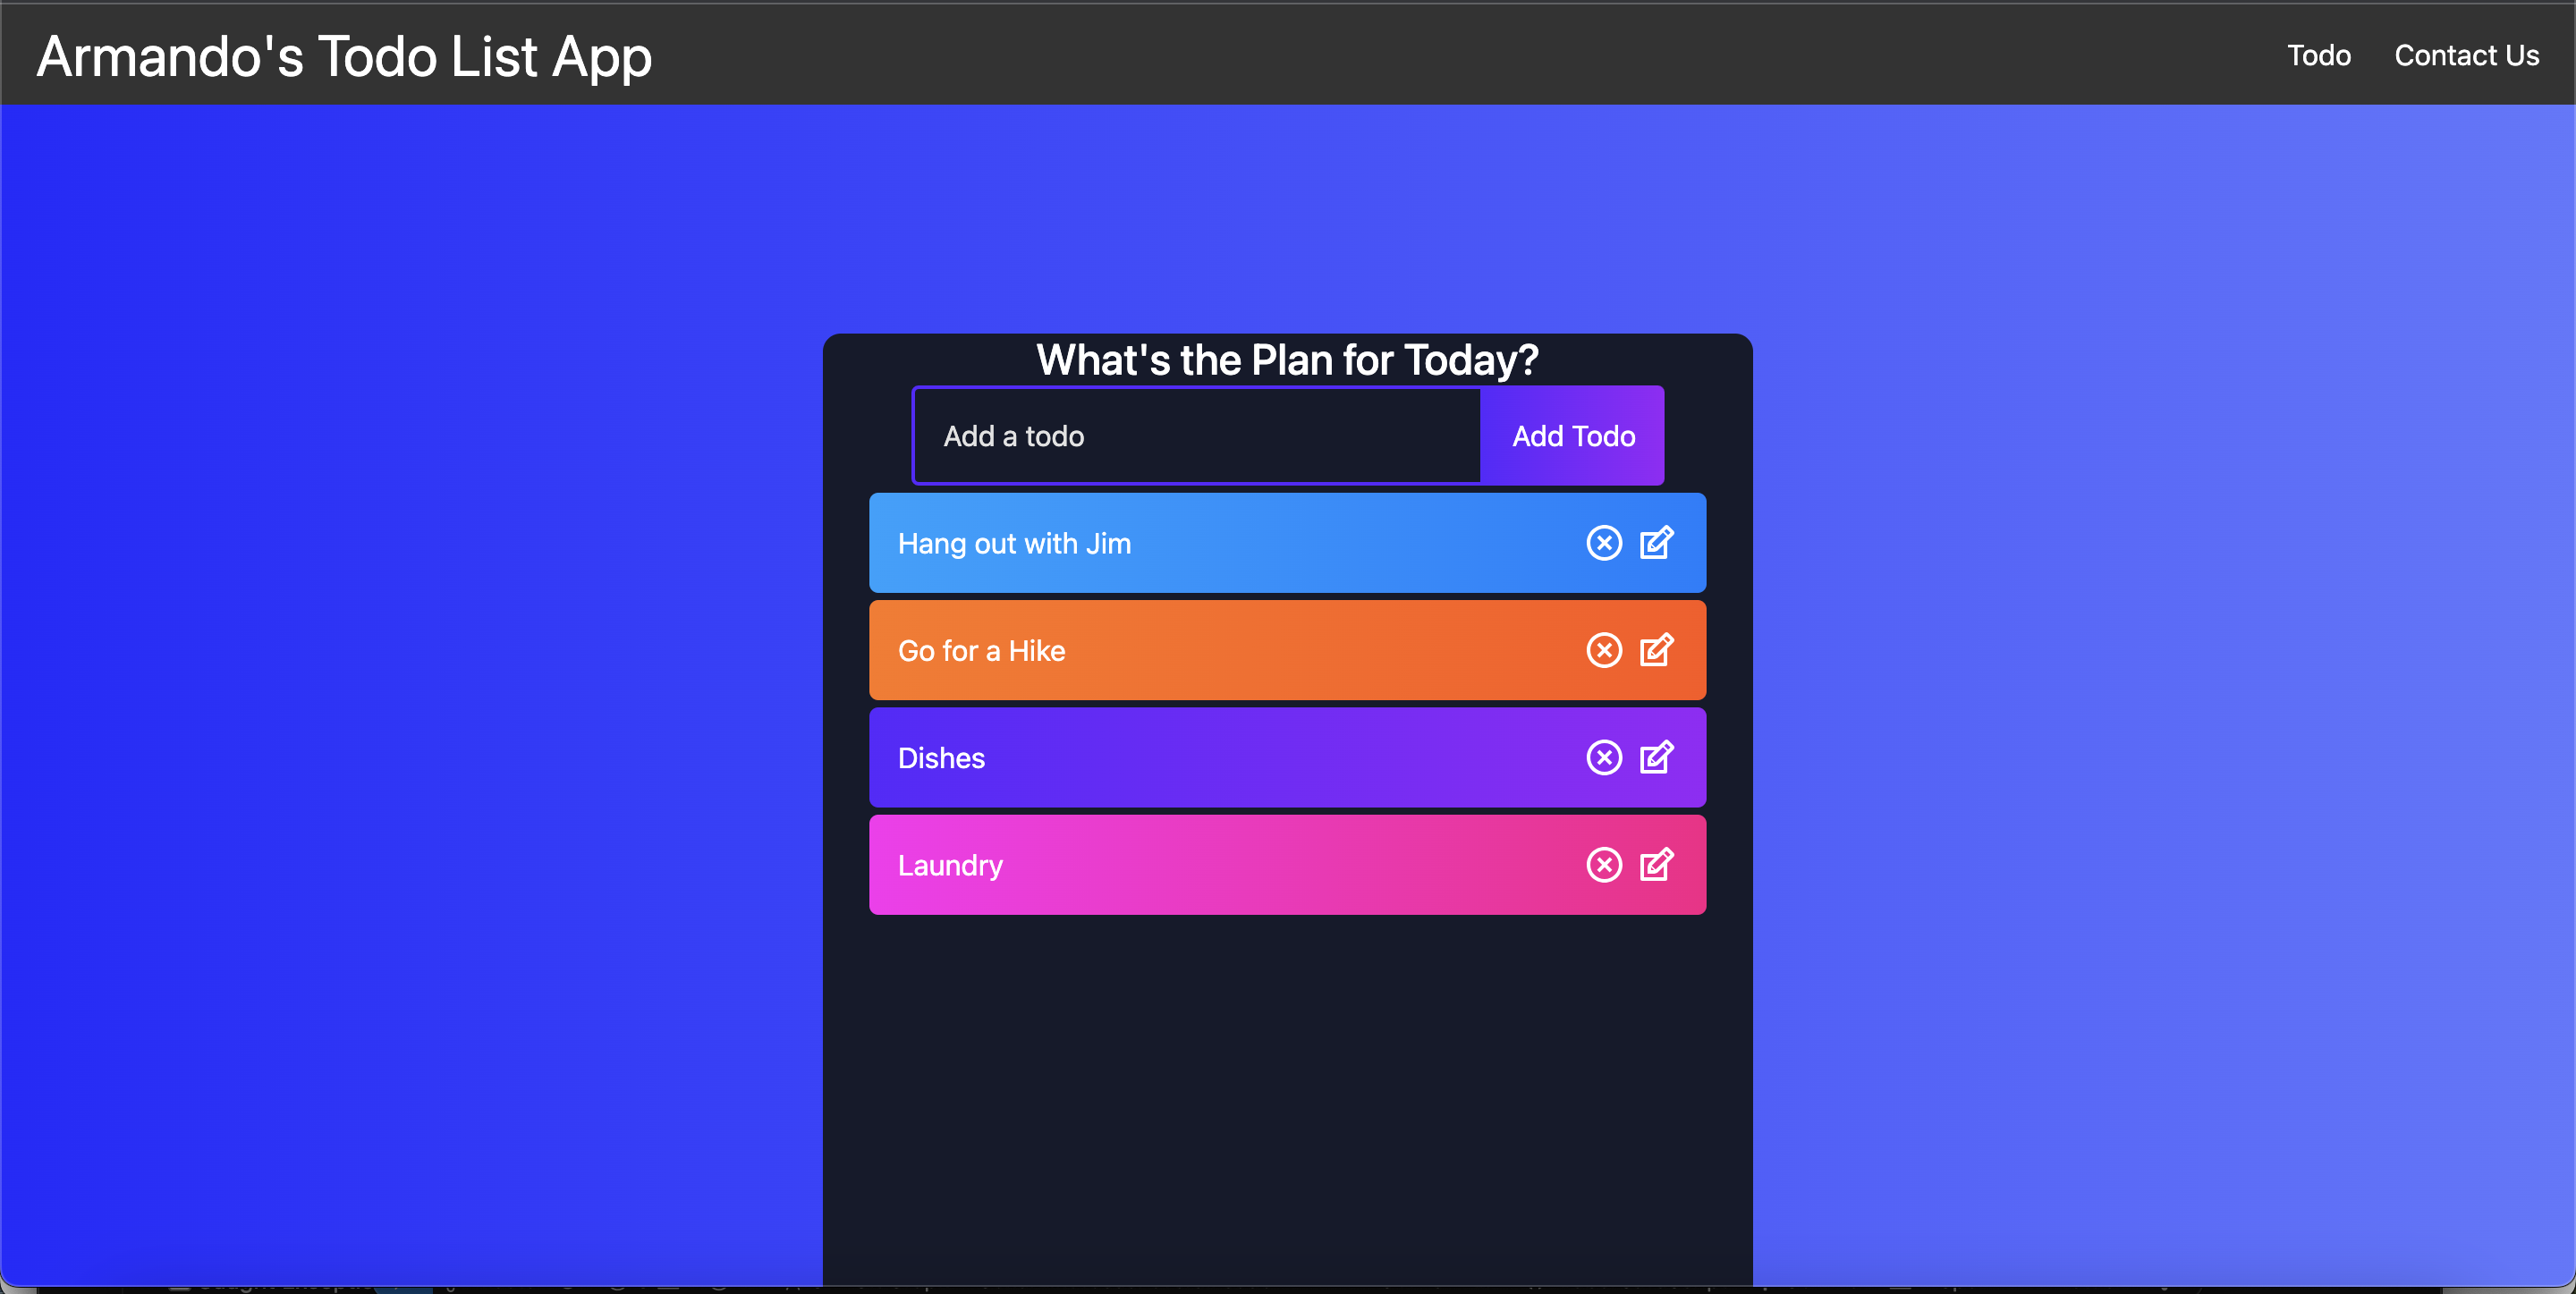 Armando's Todo List App
Todo
Contact Us
What's the Plan for Today?
Add a todo
Add Todo
Hang out with Jim
Go for a Hike
Dishes
Laundry